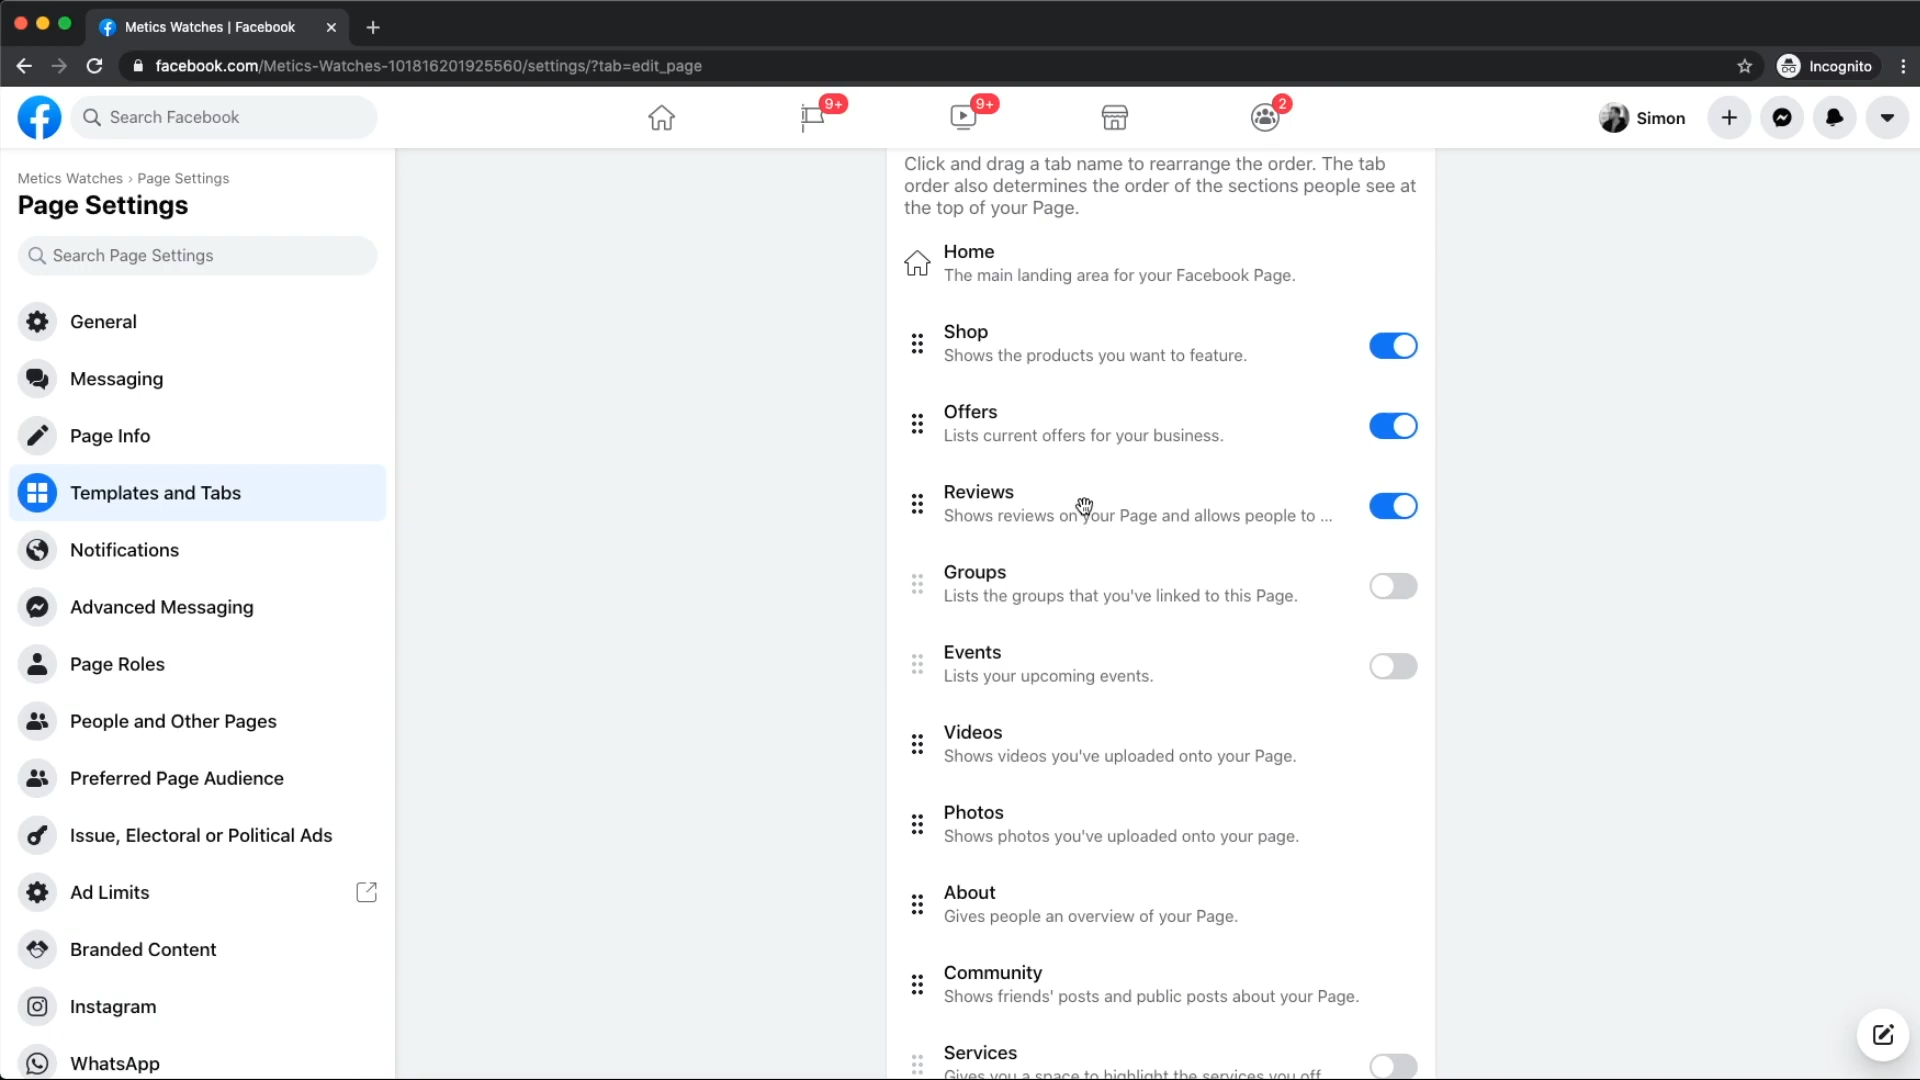 Metics Watches | Facebook
facebook.com/Metics-Watches-101816201925560/settings/?tab=edit_page
Incognito
Search Facebook
9+
9+
2
Simon
Metics Watches › Page Settings
Page Settings
Search Page Settings
General
Messaging
Page Info
Templates and Tabs
Notifications
Advanced Messaging
Page Roles
People and Other Pages
Preferred Page Audience
Issue, Electoral or Political Ads
Ad Limits
Branded Content
Instagram
WhatsApp
Click and drag a tab name to rearrange the order. The tab
order also determines the order of the sections people see at
the top of your Page.
Home
The main landing area for your Facebook Page.
Shop
Shows the products you want to feature.
Offers
Lists current offers for your business.
Reviews
Shows reviews on your Page and allows people to ...
Groups
Lists the groups that you've linked to this Page.
Events
Lists your upcoming events.
Videos
Shows videos you've uploaded onto your Page.
Photos
Shows photos you've uploaded onto your page.
About
Gives people an overview of your Page.
Community
Shows friends' posts and public posts about your Page.
Services
Gives you a space to highlight the services you off